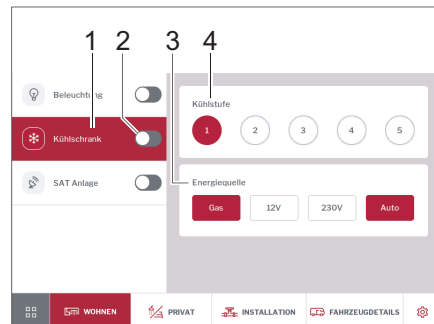 1 2 3 4
Beleuchtung
Kühlschrank
SAT Anlage
Kühlstufe
1 2 3 4 5
Energiequelle
Gas 12V 230V Auto
WOHNEN PRIVAT INSTALLATION FAHRZEUGDETAILS